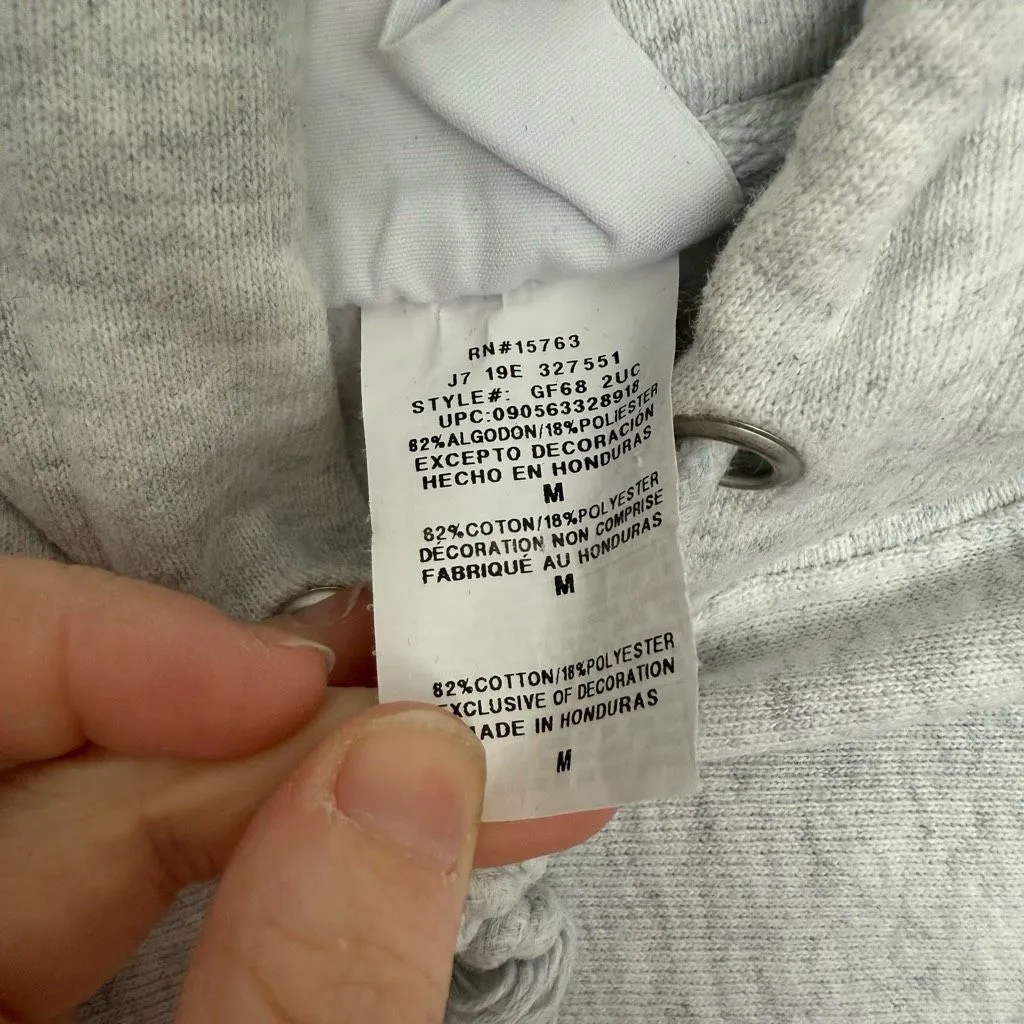 RN#15763
J7 19E 327551
STYLE#: GF68 2UC
UPC:090563328918
82%ALGODON/18%POLIESTER
EXCEPTO DECORACIÓN
HECHO EN HONDURAS
M
82%COTON/18%POLYESTER
DÉCORATION NON COMPRISE
FABRIQUÉ AU HONDURAS
M
82%COTTON/18%POLYESTER
EXCLUSIVE OF DECORATION
MADE IN HONDURAS
M